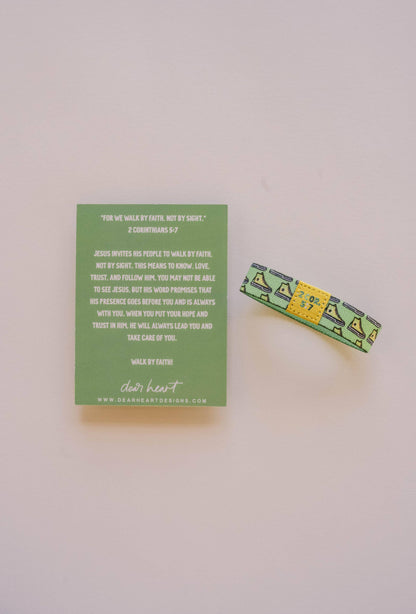 "FOR WE WALK BY FAITH, NOT BY SIGHT."
2 CORINTHIANS 5:7
JESUS INVITES HIS PEOPLE TO WALK BY FAITH,
NOT BY SIGHT. THIS MEANS TO KNOW, LOVE,
TRUST, AND FOLLOW HIM. YOU MAY NOT BE ABLE
TO SEE JESUS, BUT HIS WORD PROMISES THAT
HIS PRESENCE GOES BEFORE YOU AND IS ALWAYS
WITH YOU. WHEN YOU PUT YOUR HOPE AND
TRUST IN HIM, HE WILL ALWAYS LEAD YOU AND
TAKE CARE OF YOU.
WALK BY FAITH!
dear heart
WWW.DEARHEARTDESIGNS.COM
2 CO.
5 7